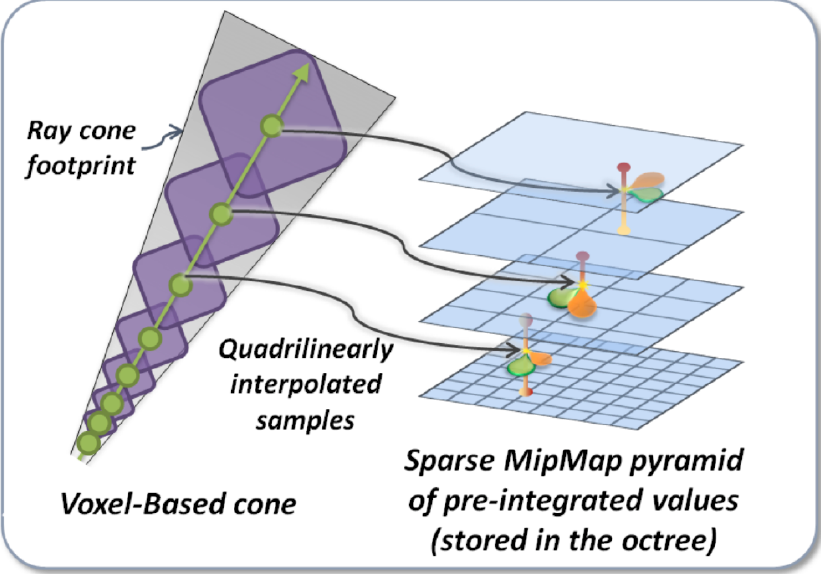 Ray cone
footprint
Quadrilinearly
interpolated
samples
Voxel-Based cone
Sparse MipMap pyramid
of pre-integrated values
(stored in the octree)